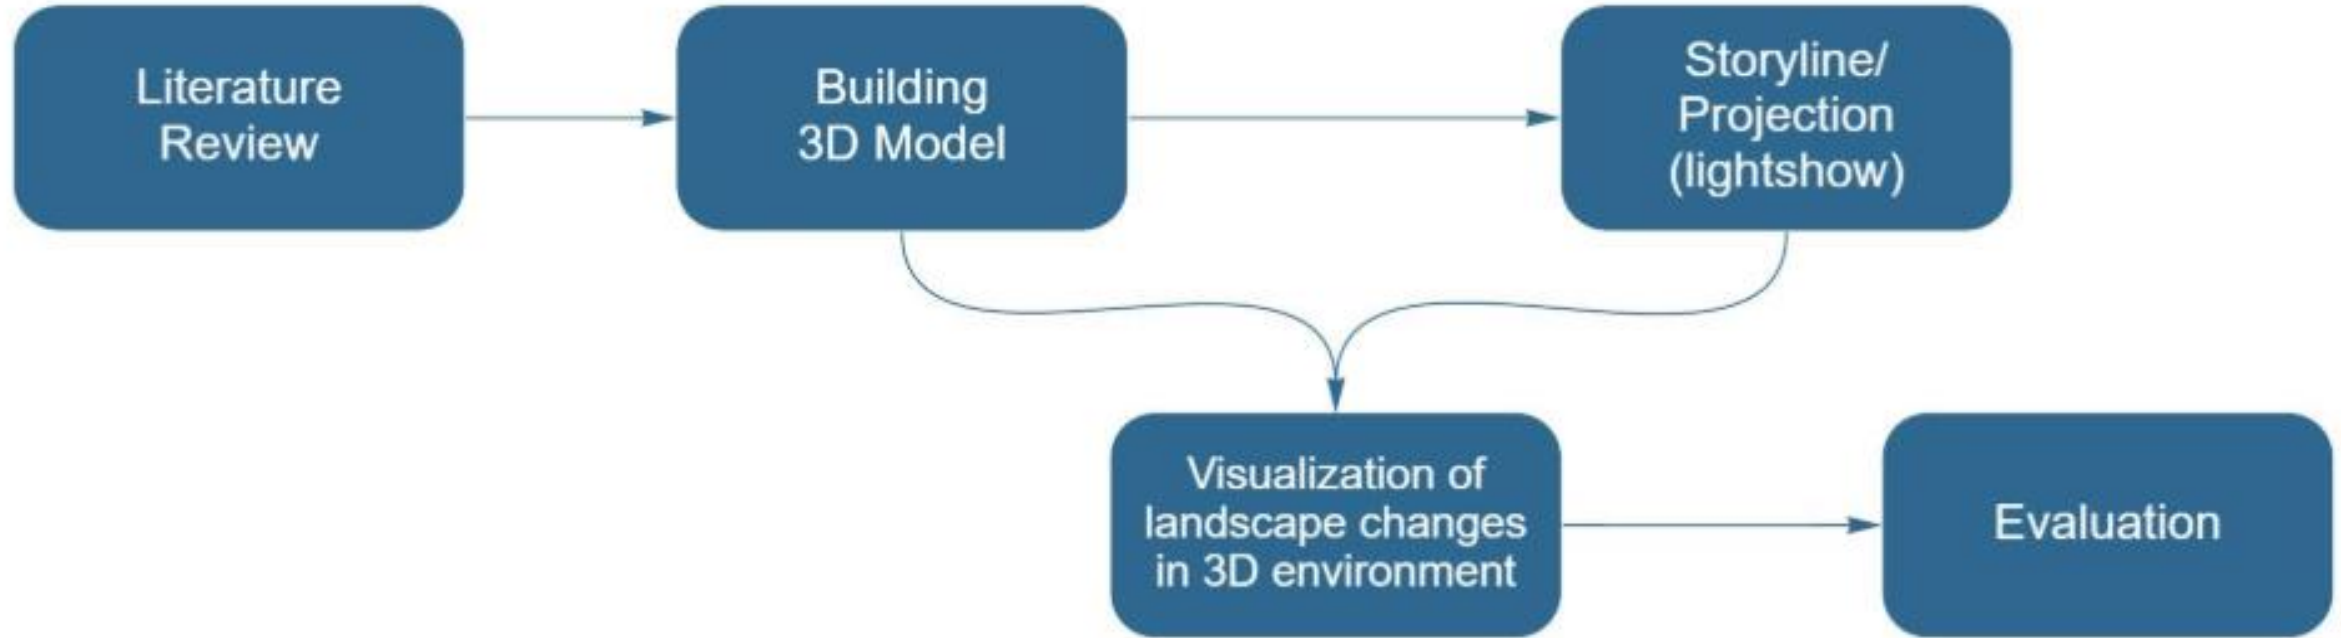 Literature
Review
Building
3D Model
Storyline/
Projection
(lightshow)
Visualization of
landscape changes
in 3D environment
Evaluation